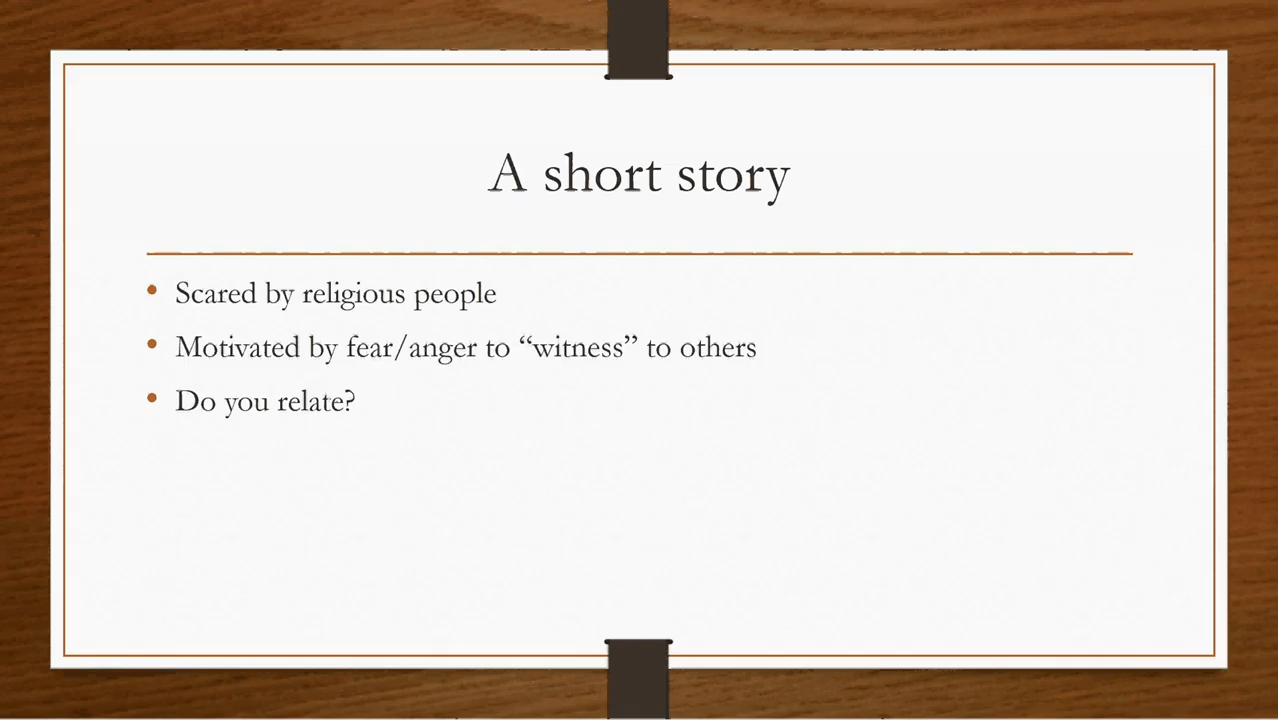 A short story
• Scared by religious people
• Motivated by fear/anger to “witness” to others
• Do you relate?